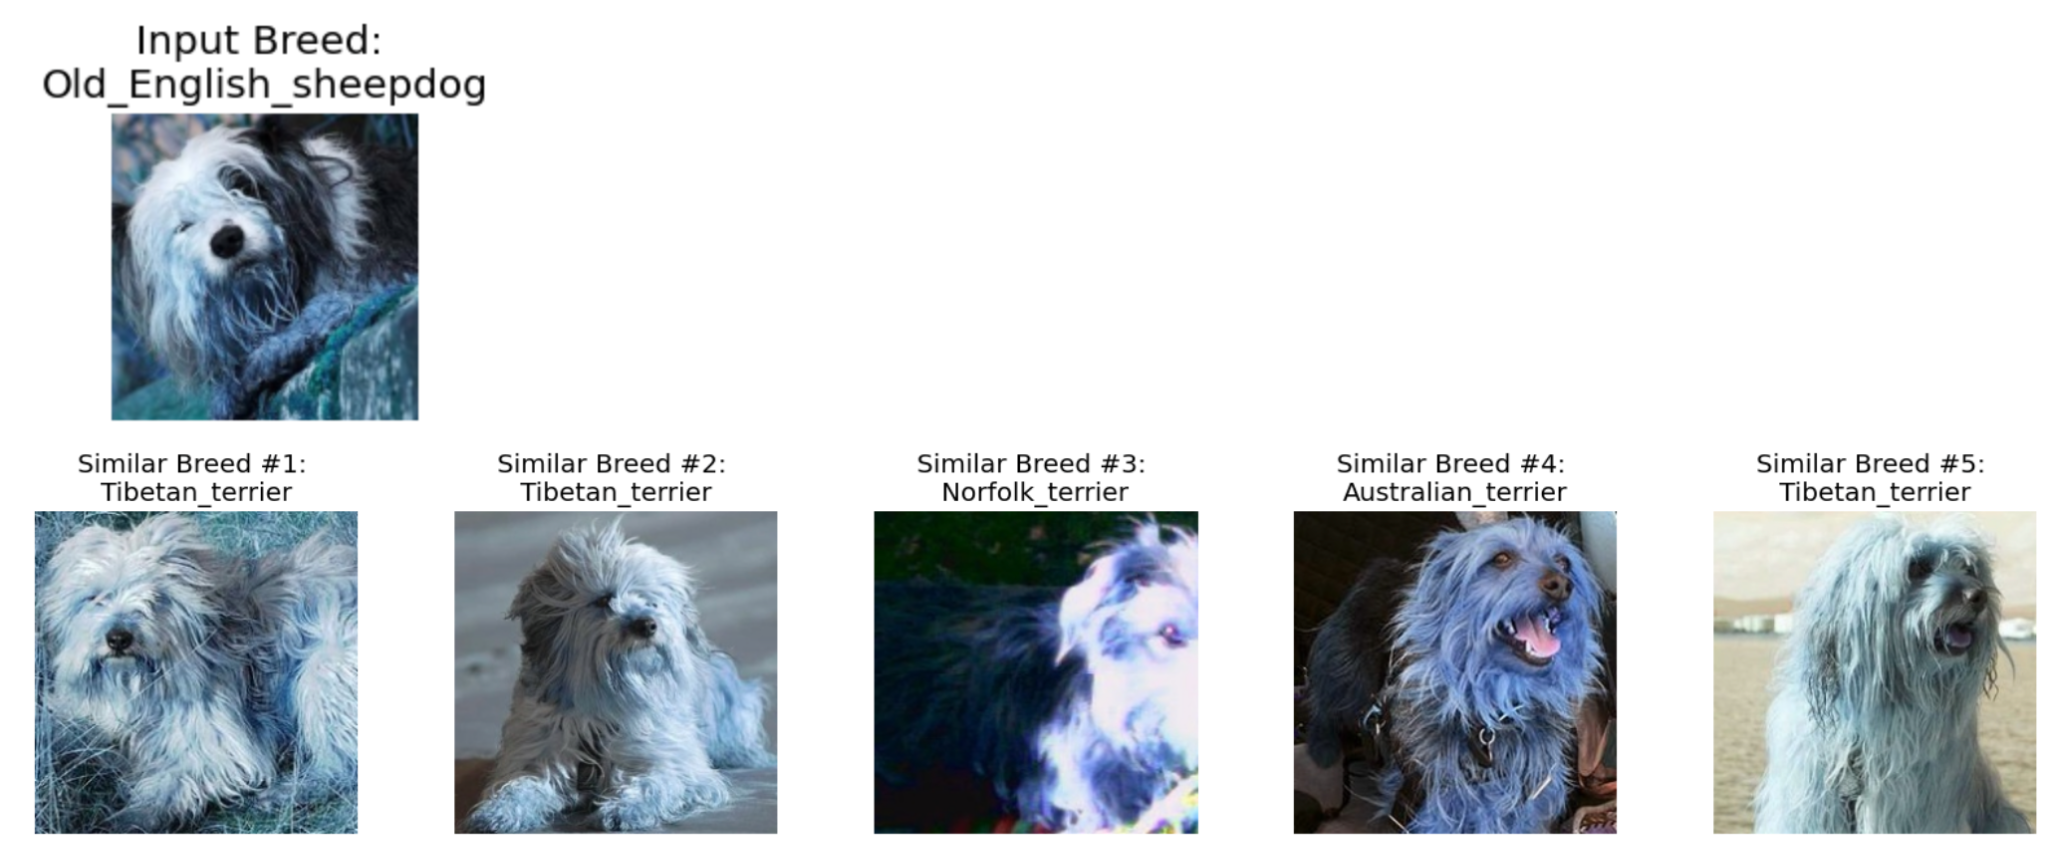 Input Breed:
Old_English_sheepdog
Similar Breed #1:
Tibetan_terrier
Similar Breed #2:
Tibetan_terrier
Similar Breed #3:
Norfolk_terrier
Similar Breed #4:
Australian_terrier
Similar Breed #5:
Tibetan_terrier